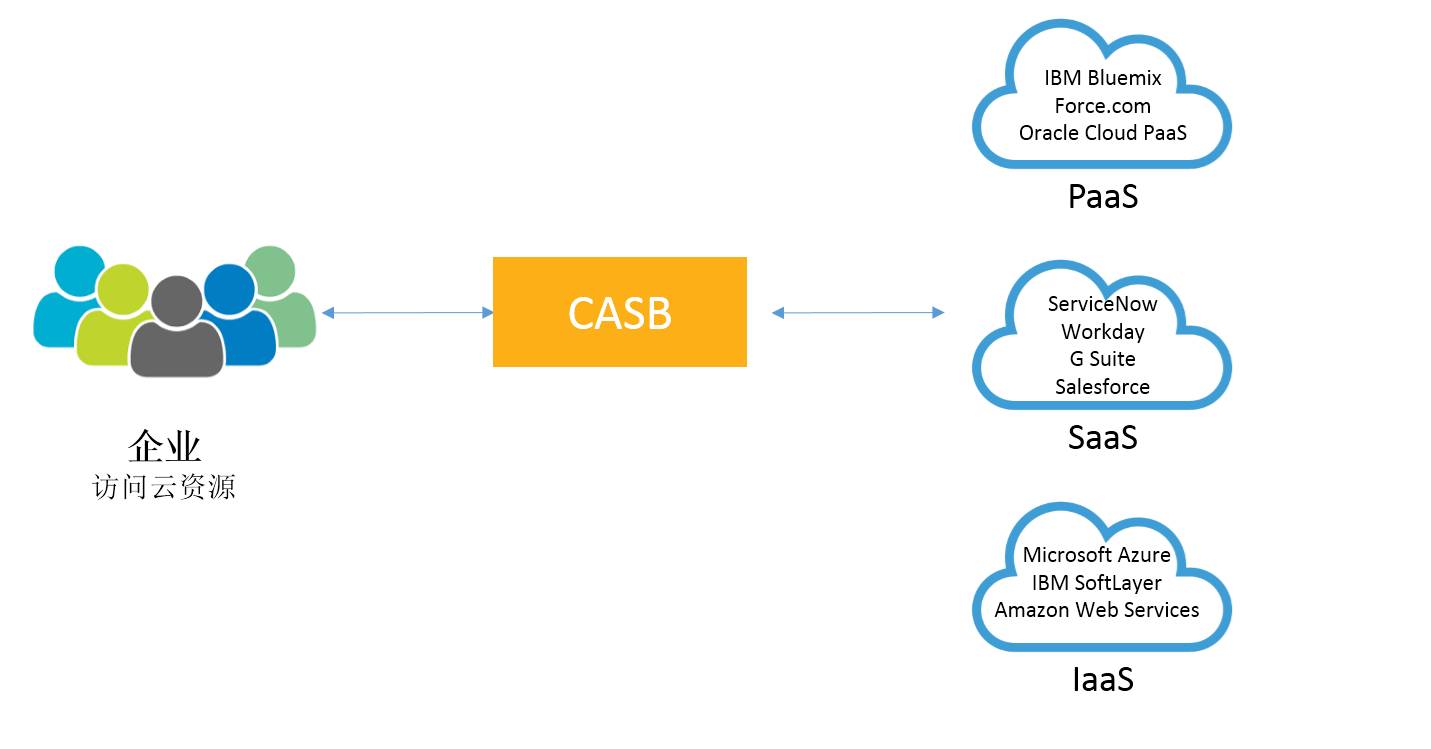 IBM Bluemix
Force.com
Oracle Cloud PaaS
PaaS
企业
访问云资源
CASB
ServiceNow
Workday
G Suite
Salesforce
SaaS
Microsoft Azure
IBM SoftLayer
Amazon Web Services
IaaS